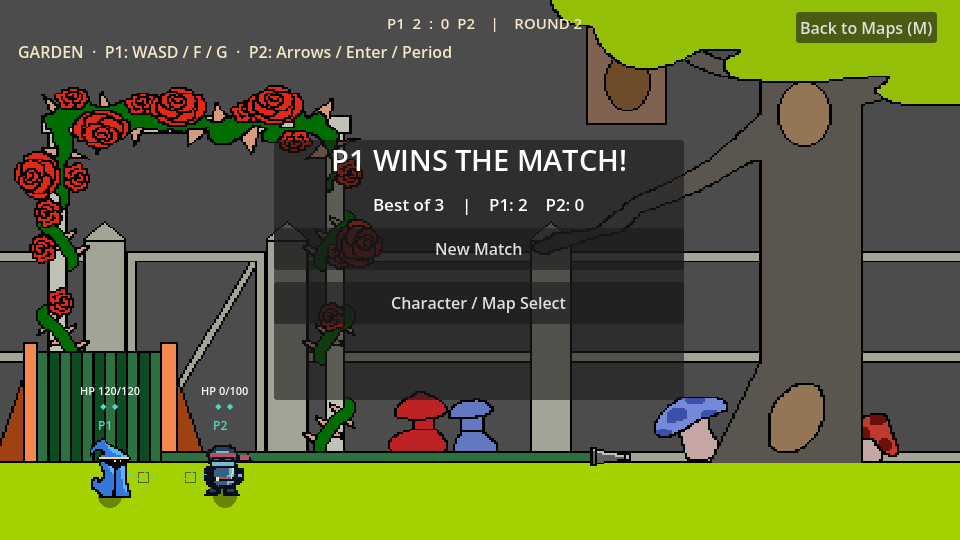 P1 2 : 0 P2 | ROUND 2
Back to Maps (M)
GARDEN · P1: WASD / F / G · P2: Arrows / Enter / Period
P1 WINS THE MATCH!
Best of 3 | P1: 2 P2: 0
New Match
Character / Map Select
HP 120/120
HP 0/100
P1
P2